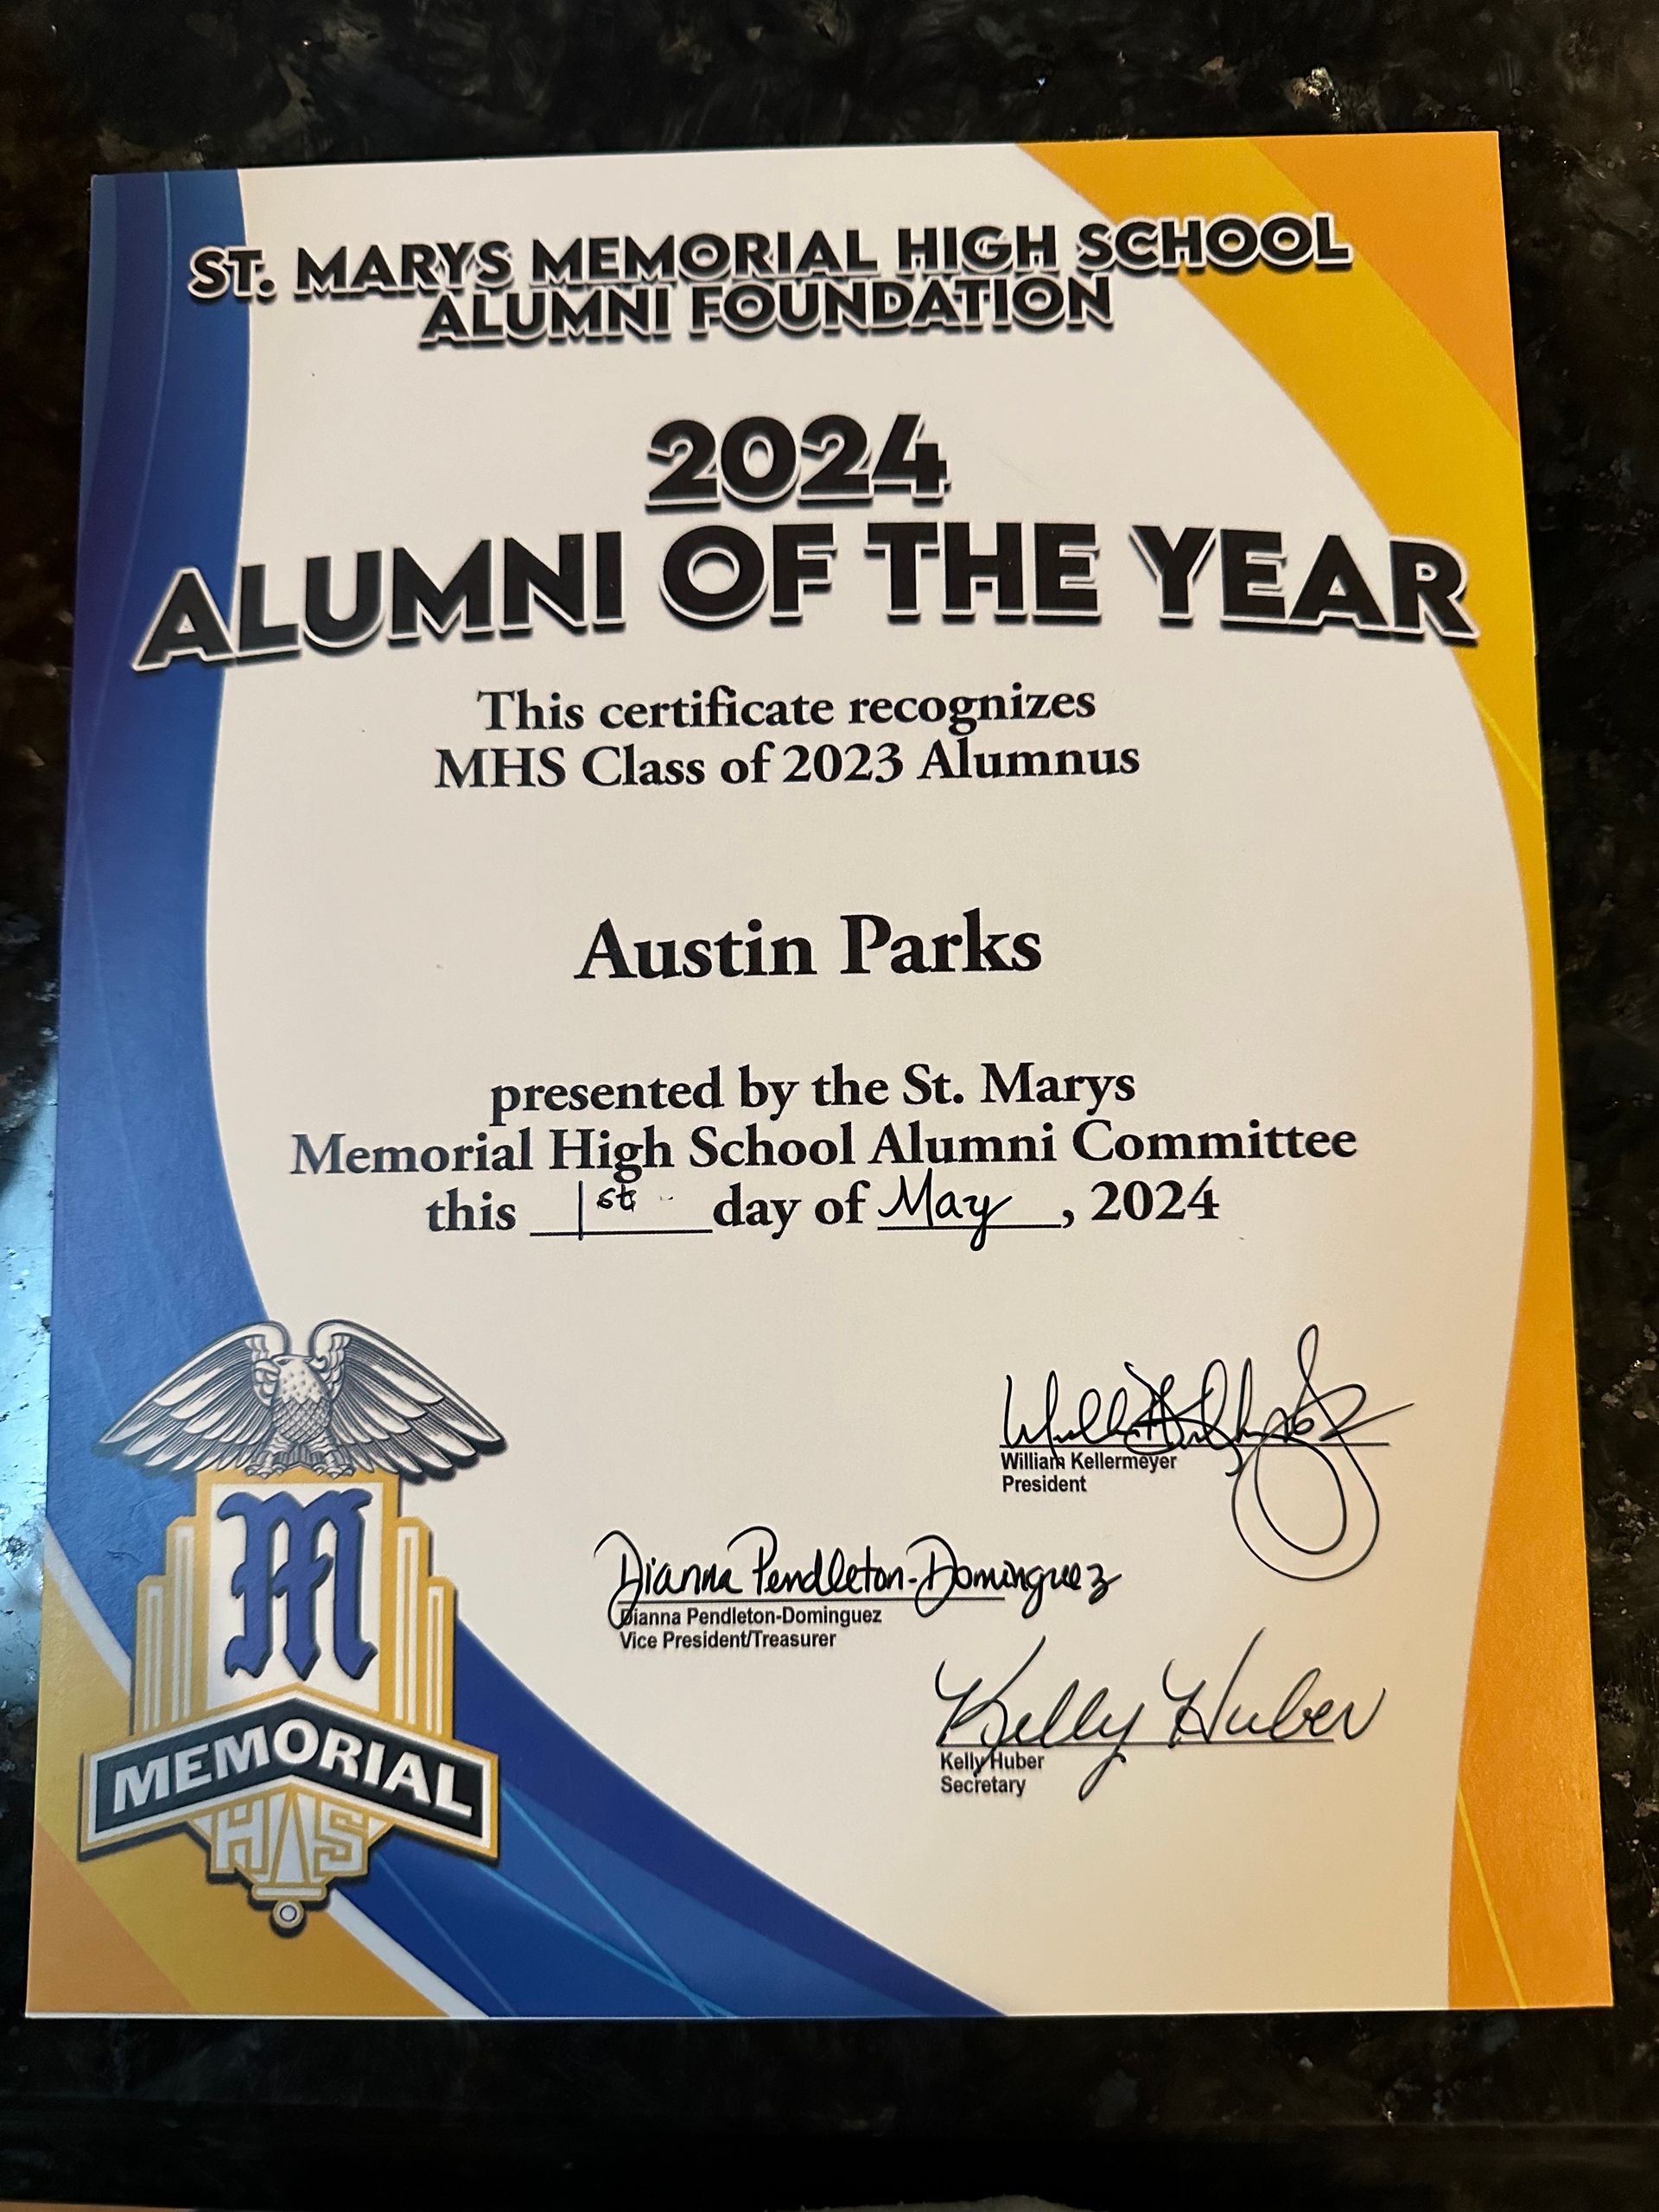 ST. MARYS MEMORIAL HIGH SCHOOL
ALUMNI FOUNDATION
2024
ALUMNI OF THE YEAR
This certificate recognizes
MHS Class of 2023 Alumnus
Austin Parks
presented by the St. Marys
Memorial High School Alumni Committee
this 1st day of May, 2024
William Kellermeyer
President
Dianna Pendleton-Dominguez
Dianna Pendleton-Dominguez
Vice President/Treasurer
Kelly Huber
Kelly Huber
Secretary
M
MEMORIAL
HS